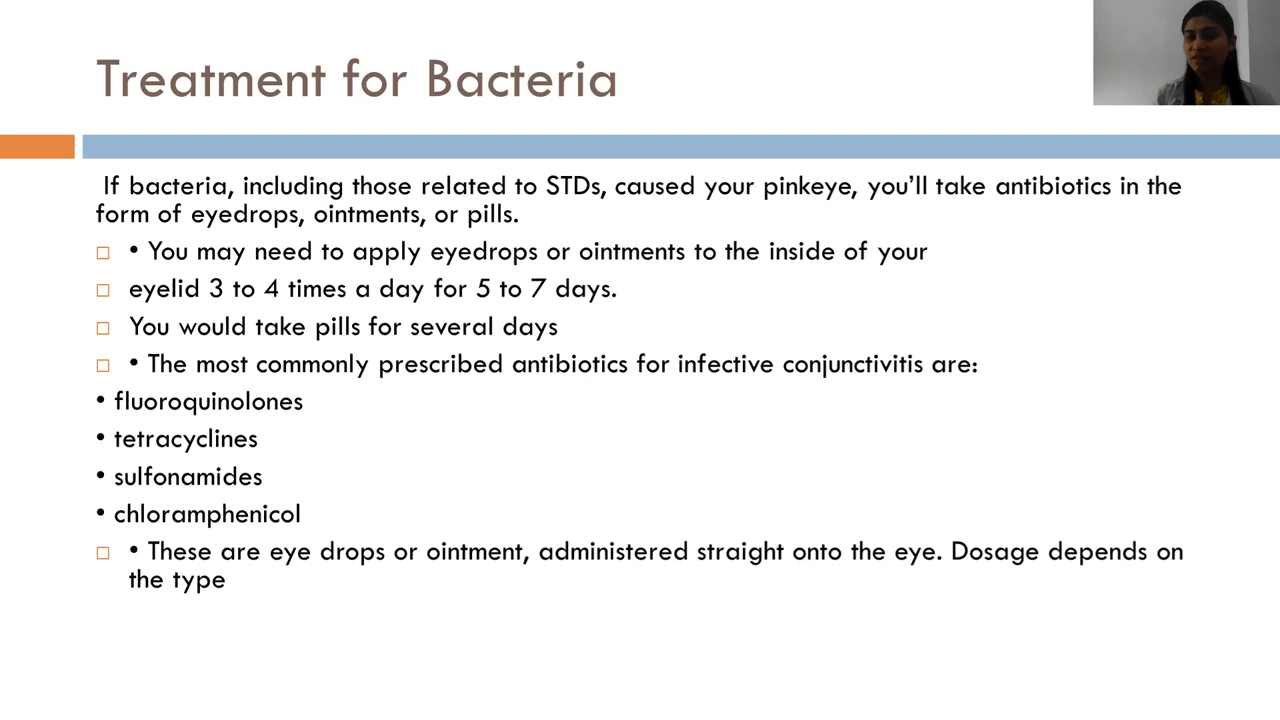 Treatment for Bacteria
If bacteria, including those related to STDs, caused your pinkeye, you’ll take antibiotics in the
form of eyedrops, ointments, or pills.
• You may need to apply eyedrops or ointments to the inside of your
eyelid 3 to 4 times a day for 5 to 7 days.
You would take pills for several days
• The most commonly prescribed antibiotics for infective conjunctivitis are:
• fluoroquinolones
• tetracyclines
• sulfonamides
• chloramphenicol
• These are eye drops or ointment, administered straight onto the eye. Dosage depends on
the type